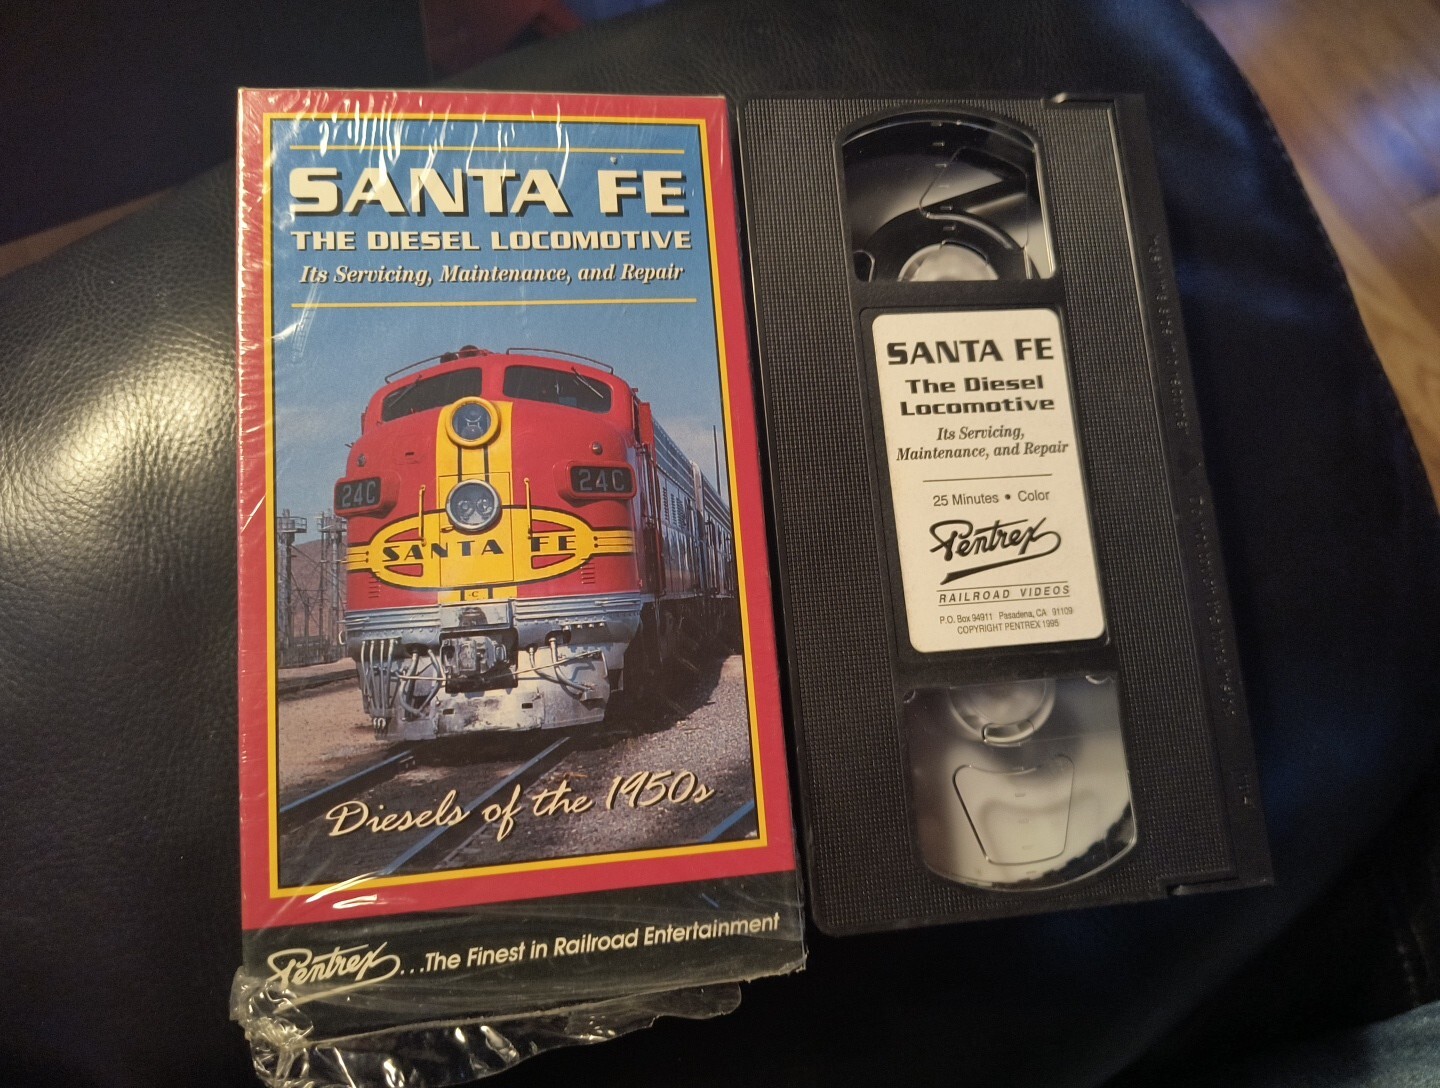 SANTA FE
THE DIESEL LOCOMOTIVE
Its Servicing, Maintenance, and Repair
24C
24C
SANTA FE
C
Diesels of the 1950s
Pentrex ...The Finest in Railroad Entertainment
SANTA FE
The Diesel
Locomotive
Its Servicing,
Maintenance, and Repair
25 Minutes • Color
Pentrex
RAILROAD VIDEOS
P.O. Box 94911 Pasadena, CA 91109
COPYRIGHT PENTREX 1995